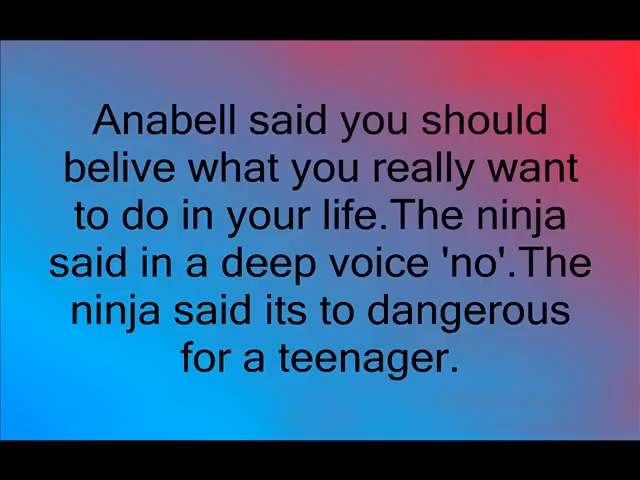 Anabell said you should
belive what you really want
to do in your life.The ninja
said in a deep voice 'no'.The
ninja said its to dangerous
for a teenager.